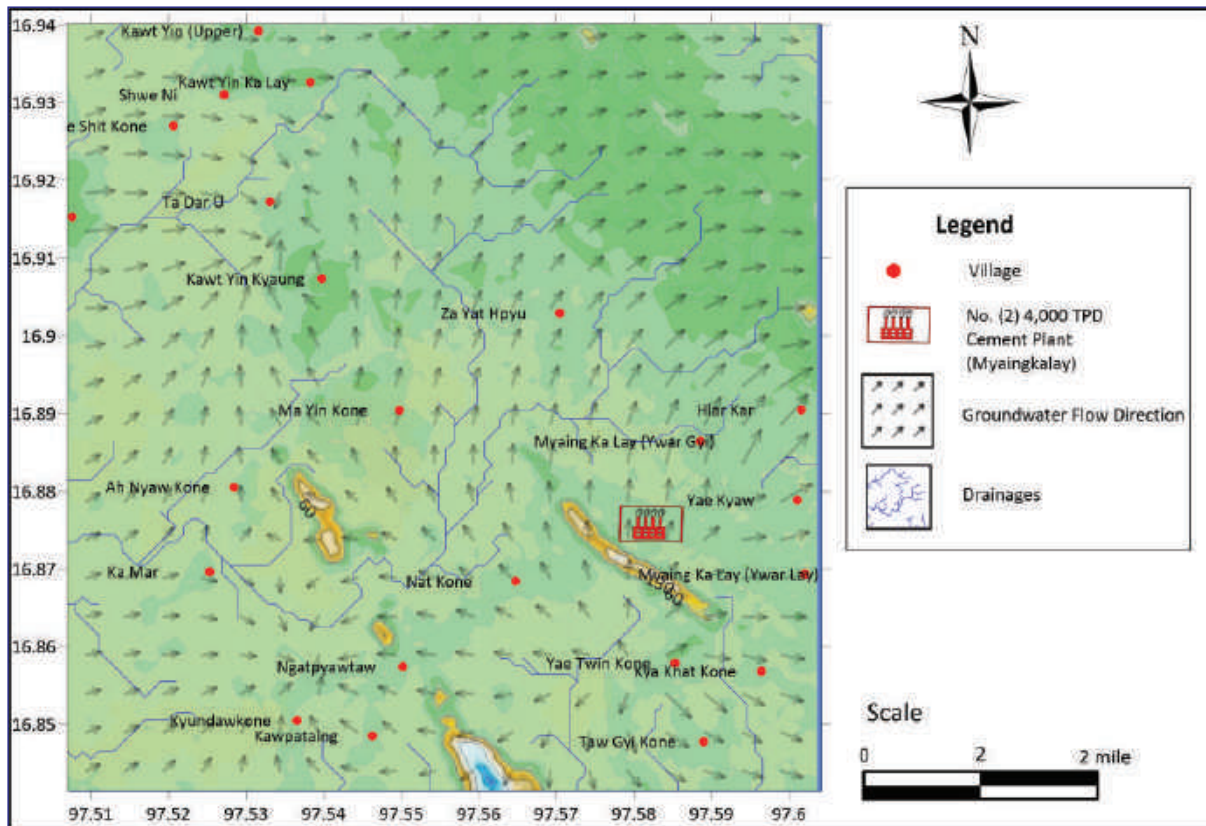 16.94
16.93
16.92
16.91
16.9
16.89
16.88
16.87
16.86
16.85
97.51
97.52
97.53
97.54
97.55
97.56
97.57
97.58
97.59
97.6
Kawt Yin (Upper)
Kawt Yin Ka Lay
Shwe Ni
e Shit Kone
Ta Dar U
Kawt Yin Kyaung
Za Yat Hpyu
Ma Yin Kone
Hlar Kar
Myaing Ka Lay (Ywar Gyi)
Ah Nyaw Kone
60
Yae Kyaw
Ka Mar
Nat Kone
Myaing Ka Lay (Ywar Lay)
60
Ngatpyawtaw
Yae Twin Kone
Kya Khat Kone
Kyundawkone
Kawpataing
Taw Gyi Kone
N
Legend
Village
No. (2) 4,000 TPD
Cement Plant
(Myaingkalay)
Groundwater Flow Direction
Drainages
Scale
0
2
2 mile